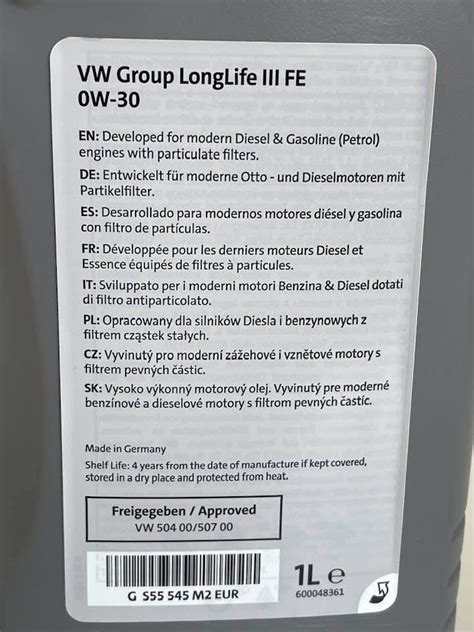 VW Group LongLife III FE
0W-30
EN: Developed for modern Diesel & Gasoline (Petrol)
engines with particulate filters.
DE: Entwickelt für moderne Otto - und Dieselmotoren mit
Partikelfilter.
ES: Desarrollado para modernos motores diésel y gasolina
con filtro de partículas.
FR: Développée pour les derniers moteurs Diesel et
Essence équipés de filtres à particules.
IT: Sviluppato per i moderni motori Benzina & Diesel dotati
di filtro antiparticolato.
PL: Opracowany dla silników Diesla i benzynowych z
filtrem cząstek stałych.
CZ: Vyvinutý pro moderní zážehové i vznětové motory s
filtrem pevných částic.
SK: Vysoko výkonný motorový olej. Vyvinutý pre moderné
benzínové a dieselové motory s filtrom pevných častíc.
Made in Germany
Shelf Life: 4 years from the date of manufacture if kept covered,
stored in a dry place and protected from heat.
Freigegeben / Approved
VW 504 00/507 00
G S55 545 M2 EUR
1L e
600048361